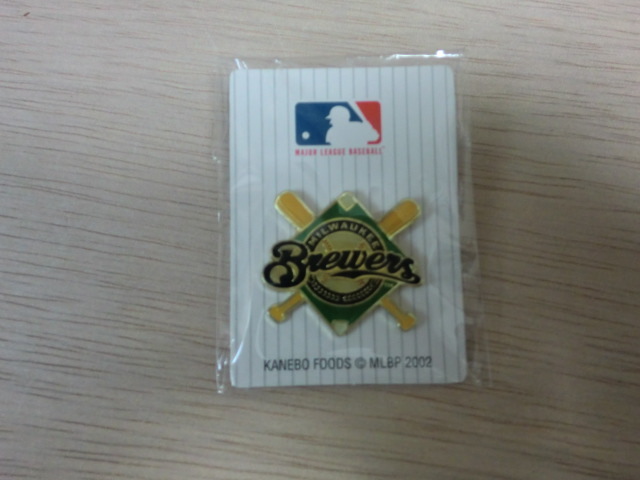 MAJOR LEAGUE BASEBALL
MILWAUKEE
Brewers
KANEBO FOODS © MLBP 2002